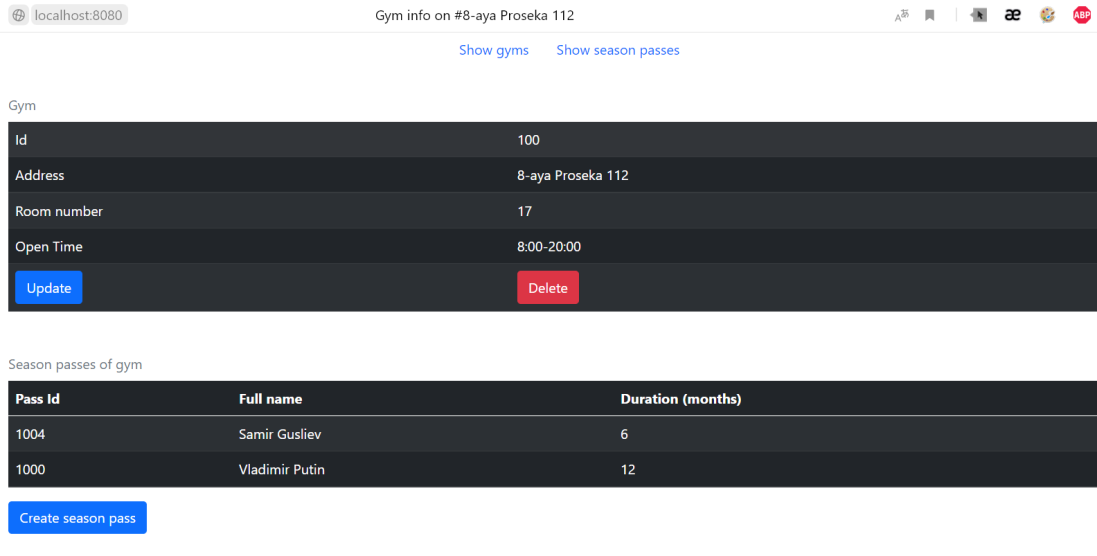 localhost:8080 Gym info on #8-aya Proseka 112 ABP
Show gyms Show season passes
Gym
Id 100
Address 8-aya Proseka 112
Room number 17
Open Time 8:00-20:00
Update Delete
Season passes of gym
Pass Id Full name Duration (months)
1004 Samir Gusliev 6
1000 Vladimir Putin 12
Create season pass